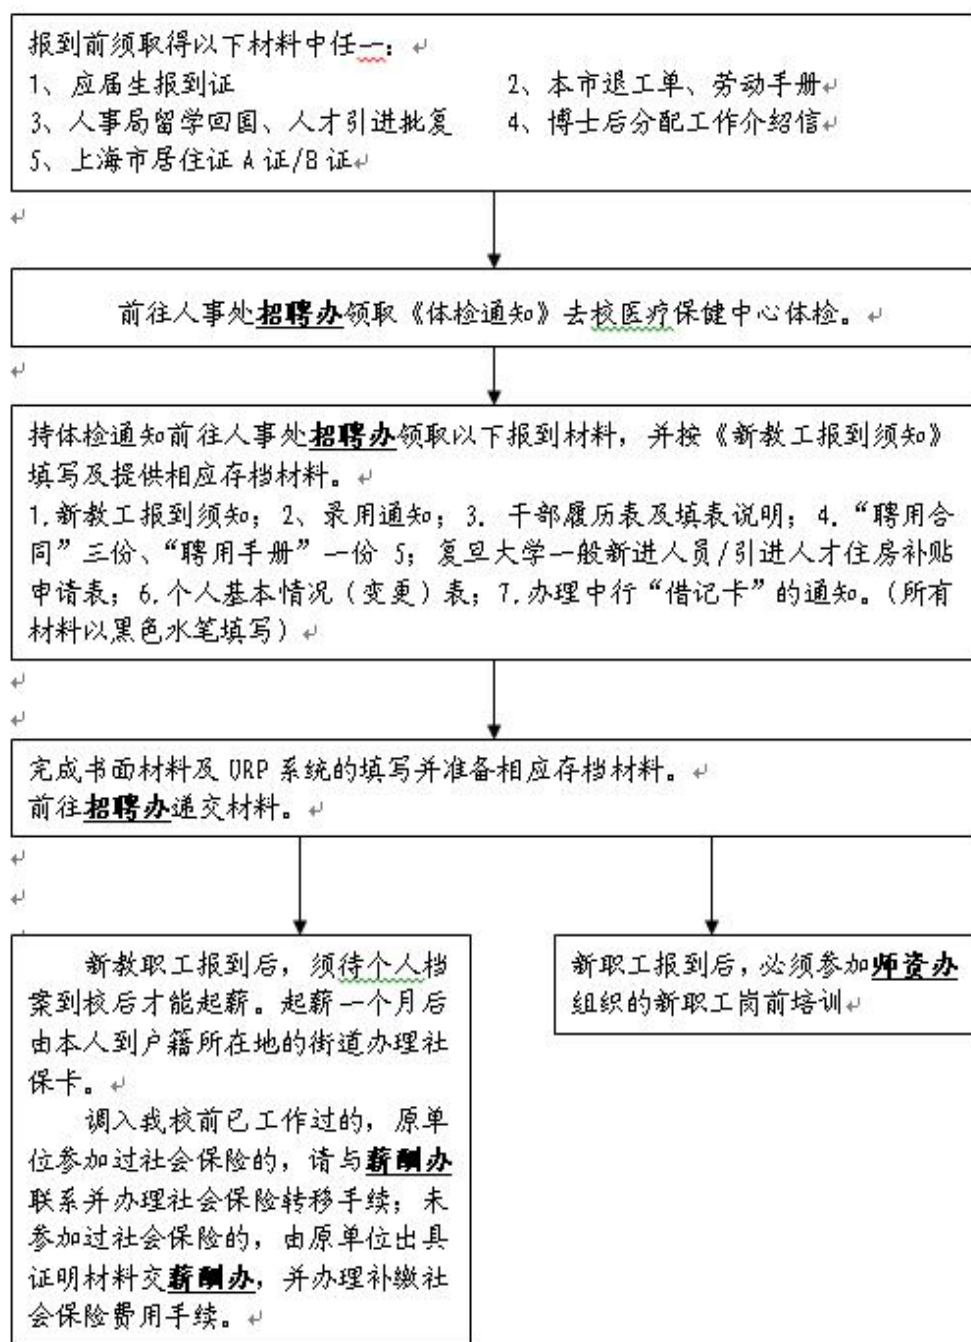 报到前须取得以下材料中任一：
1、应届生报到证 2、本市退工单、劳动手册
3、人事局留学回国、人才引进批复 4、博士后分配工作介绍信
5、上海市居住证 A 证/B 证
前往人事处招聘办领取《体检通知》去校医疗保健中心体检。
持体检通知前往人事处招聘办领取以下报到材料，并按《新教工报到须知》
填写及提供相应存档材料。
1.新教工报到须知；2、录用通知；3. 干部履历表及填表说明；4.“聘用合
同”三份、“聘用手册”一份 5；复旦大学一般新进人员/引进人才住房补贴
申请表；6.个人基本情况（变更）表；7.办理中行“借记卡”的通知。（所有
材料以黑色水笔填写）
完成书面材料及 URP 系统的填写并准备相应存档材料。
前往招聘办递交材料。
新教职工报到后，须待个人档
案到校后才能起薪。起薪一个月后
由本人到户籍所在地的街道办理社
保卡。
调入我校前已工作过的，原单
位参加过社会保险的，请与薪酬办
联系并办理社会保险转移手续；未
参加过社会保险的，由原单位出具
证明材料交薪酬办，并办理补缴社
会保险费用手续。
新职工报到后，必须参加师资办
组织的新职工岗前培训